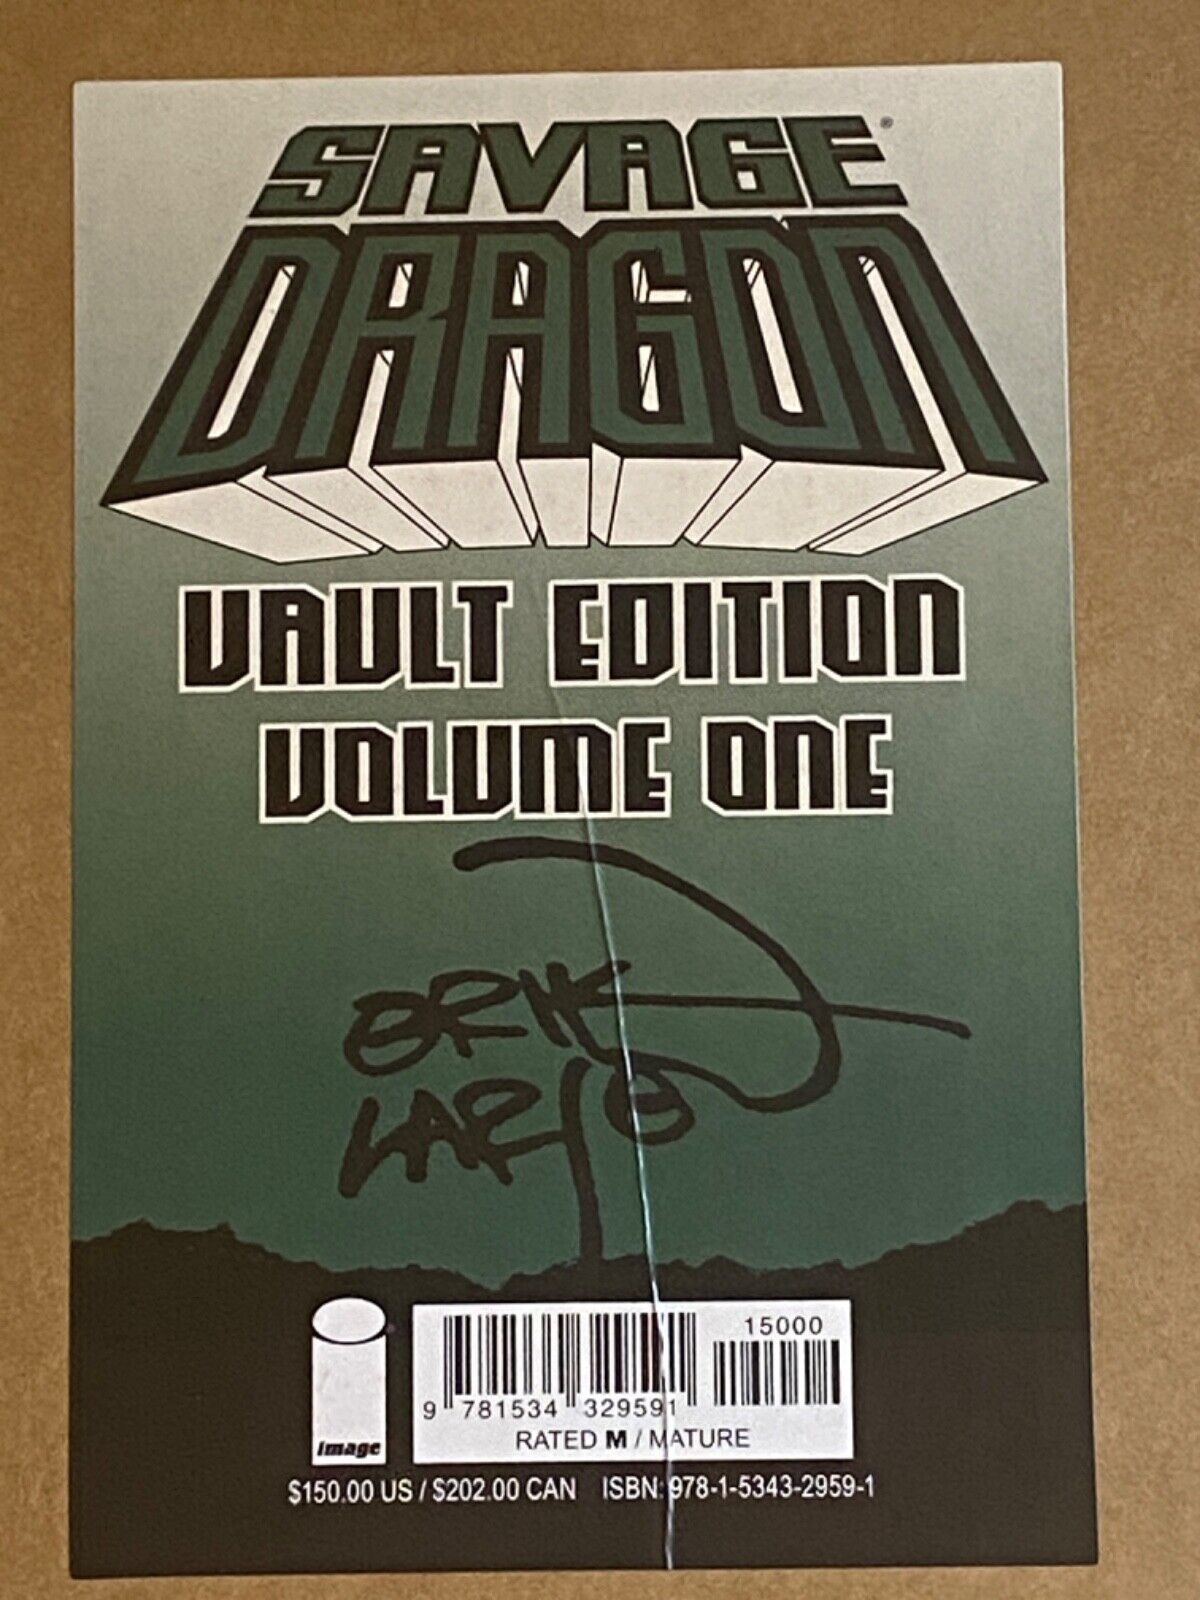 SAVAGE®
DRAGON
VAULT EDITION
VOLUME ONE
ERIK
LARSEN
image
15000
9 781534 329591
RATED M / MATURE
$150.00 US / $202.00 CAN ISBN: 978-1-5343-2959-1